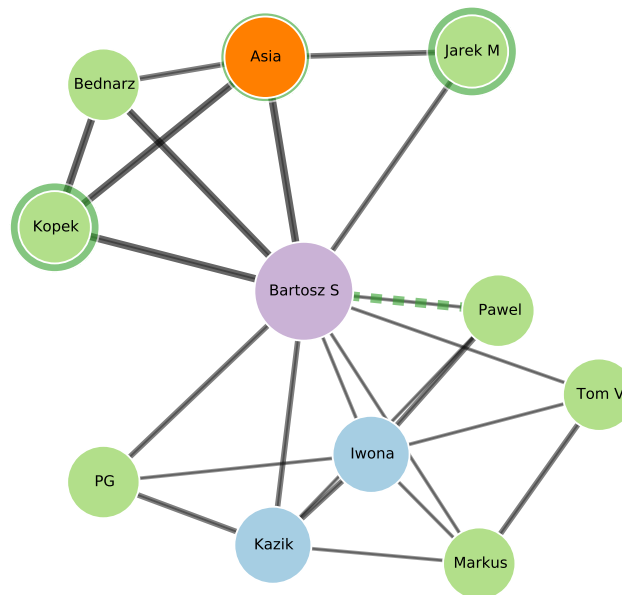 Asia
Jarek M
Bednarz
Kopek
Bartosz S
Pawel
Tom V
Iwona
PG
Kazik
Markus